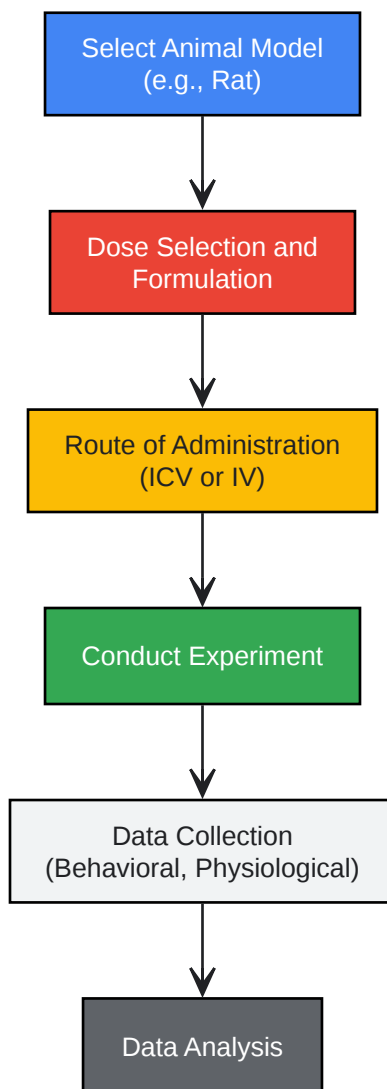 Select Animal Model
(e.g., Rat)
Dose Selection and
Formulation
Route of Administration
(ICV or IV)
Conduct Experiment
Data Collection
(Behavioral, Physiological)
Data Analysis